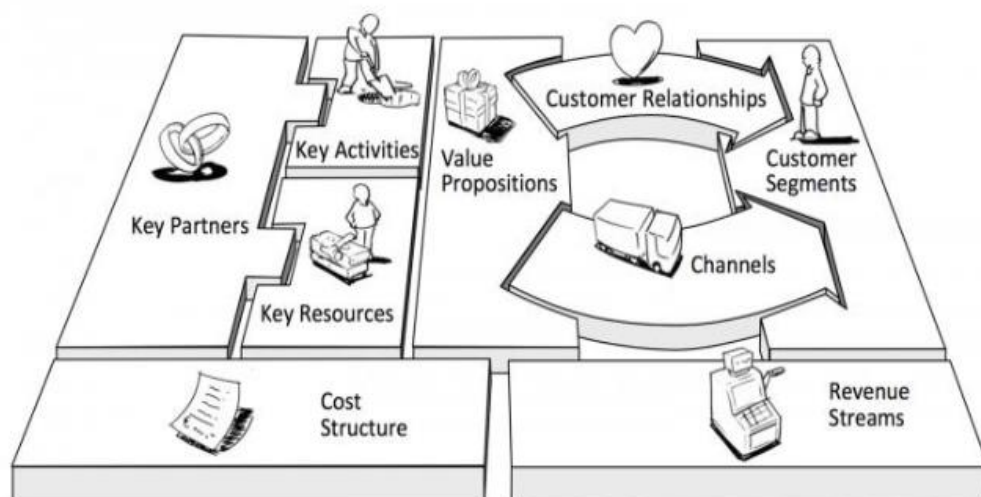 Key Partners
Key Activities
Key Resources
Value
Propositions
Customer Relationships
Channels
Customer
Segments
Cost
Structure
Revenue
Streams